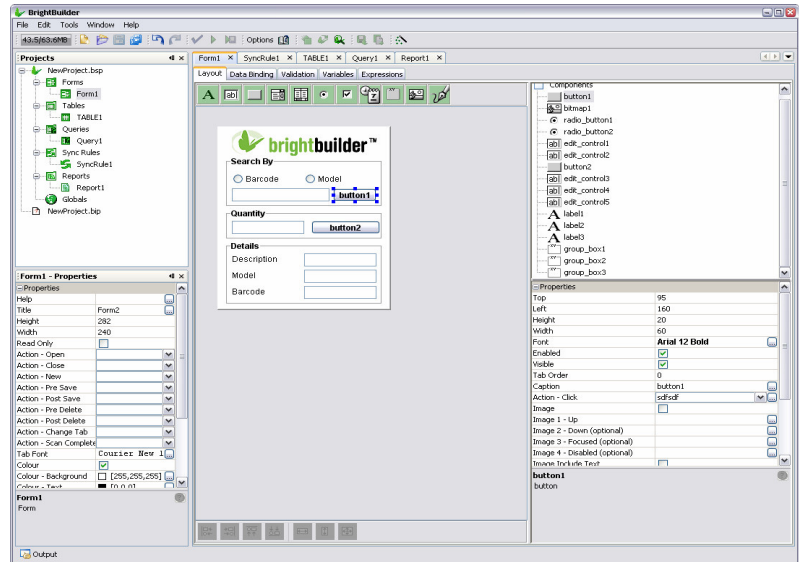 BrightBuilder
File Edit Tools Window Help
43.5/63.6MB Options
Projects
NewProject.bsp
Forms
Form1
Tables
TABLE1
Queries
Query1
Sync Rules
SyncRule1
Reports
Report1
Globals
NewProject.bip
Form1 - Properties
Properties
Help
Title Form2
Height 282
Width 240
Read Only
Action - Open
Action - Close
Action - New
Action - Pre Save
Action - Post Save
Action - Pre Delete
Action - Post Delete
Action - Change Tab
Action - Scan Complete
Tab Font Courier New 1
Colour
Colour - Background [255,255,255]
Colour - Text [0,0,0]
Form1
Form
Output
Form1 SyncRule1 TABLE1 Query1 Report1
Layout Data Binding Validation Variables Expressions
A ab
brightbuilder™
Search By
Barcode Model
button1
Quantity
button2
Details
Description
Model
Barcode
Components
button1
bitmap1
radio_button1
radio_button2
ab edit_control1
ab edit_control2
button2
ab edit_control3
ab edit_control4
ab edit_control5
A label1
A label2
A label3
group_box1
group_box2
group_box3
Properties
Top 95
Left 160
Height 20
Width 60
Font Arial 12 Bold
Enabled
Visible
Tab Order 0
Caption button1
Action - Click sdfsdf
Image
Image 1 - Up
Image 2 - Down (optional)
Image 3 - Focused (optional)
Image 4 - Disabled (optional)
Image Include Text
button1
button